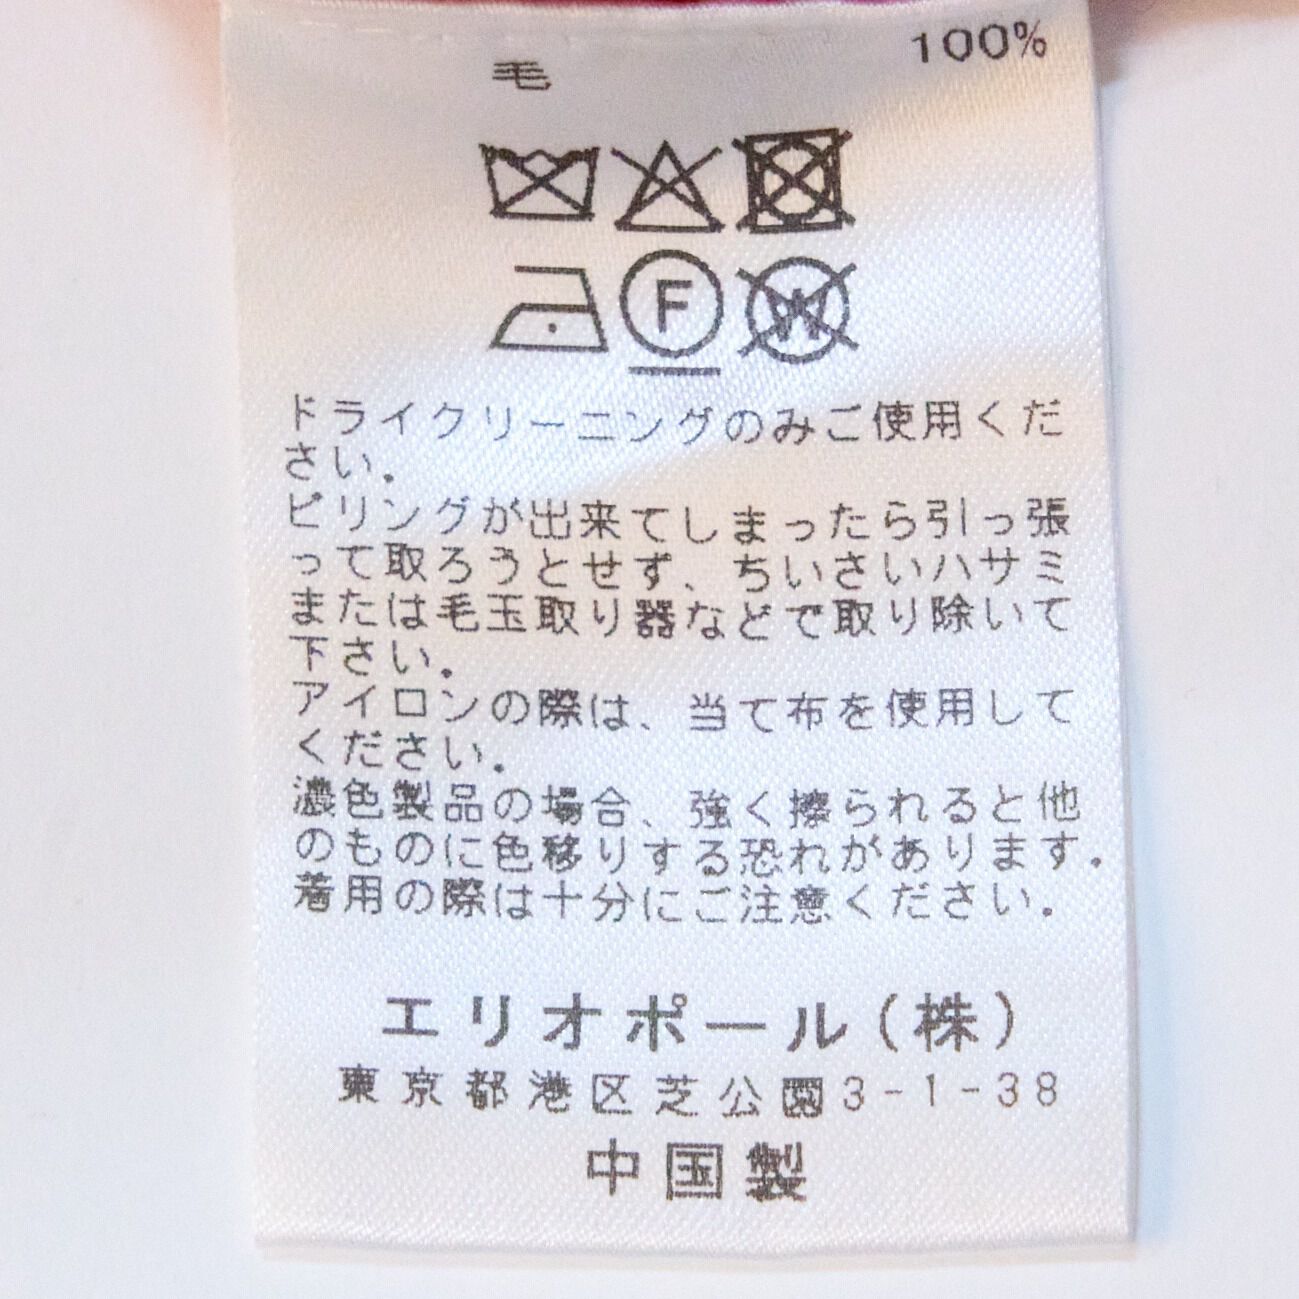 毛 100%
F W
ドライクリーニングのみご使用くだ
さい。
ピリングが出来てしまったら引っ張
って取ろうとせず、ちいさいハサミ
または毛玉取り器などで取り除いて
下さい。
アイロンの際は、当て布を使用して
ください。
濃色製品の場合、強く擦られると他
のものに色移りする恐れがあります。
着用の際は十分にご注意ください。
エリオポール(株)
東京都港区芝公園3-1-38
中国製